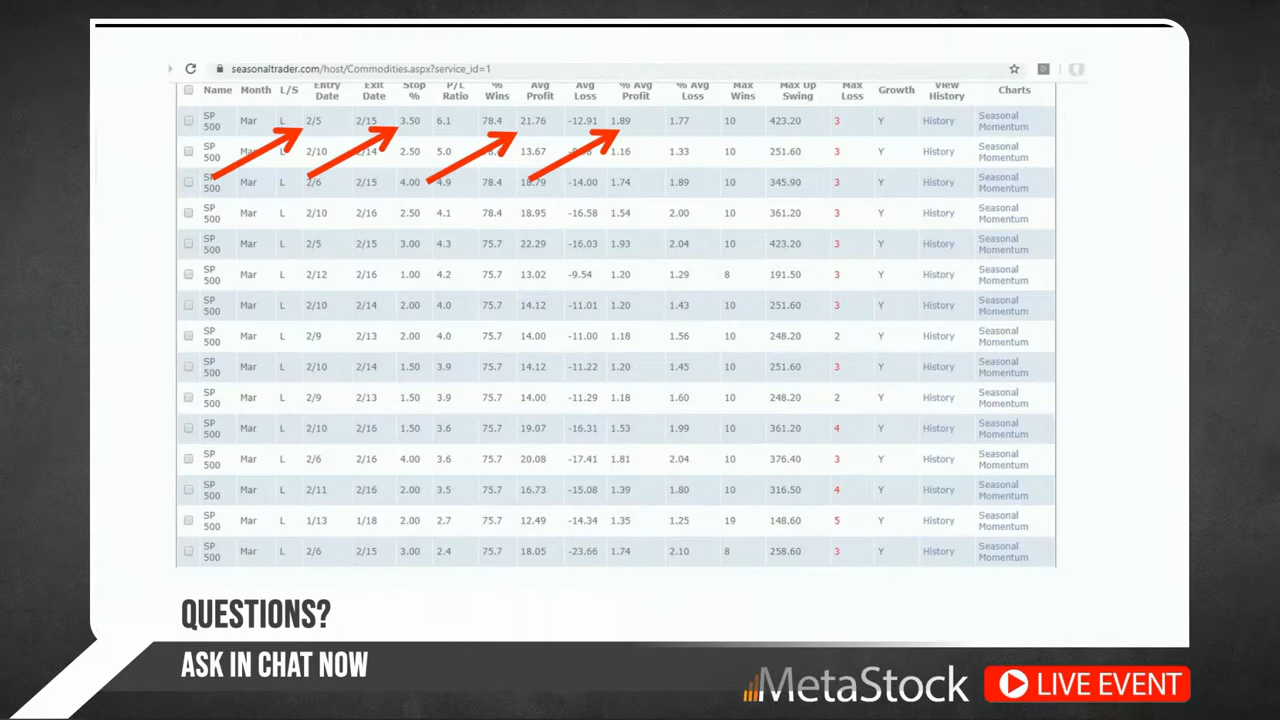 seasonaltrader.com/host/Commodities.aspx?service_id=1
Name Month L/S Entry Date Exit Date Stop % P/L Ratio % Wins Avg Profit Avg Loss % Avg Profit % Avg Loss Max Wins Max Up Swing Max Loss Growth View History Charts
SP 500 Mar L 2/5 2/15 3.50 6.1 78.4 21.76 -12.91 1.89 1.77 10 423.20 3 Y History Seasonal Momentum
SP 500 Mar L 2/10 2/14 2.50 5.0 13.67 1.16 1.33 10 251.60 3 Y History Seasonal Momentum
SP 500 Mar L 2/6 2/15 4.00 4.9 78.4 18.79 -14.00 1.74 1.89 10 345.90 3 Y History Seasonal Momentum
SP 500 Mar L 2/10 2/16 2.50 4.1 78.4 18.95 -16.58 1.54 2.00 10 361.20 3 Y History Seasonal Momentum
SP 500 Mar L 2/5 2/15 3.00 4.3 75.7 22.29 -16.03 1.93 2.04 10 423.20 3 Y History Seasonal Momentum
SP 500 Mar L 2/12 2/16 1.00 4.2 75.7 13.02 -9.54 1.20 1.29 8 191.50 3 Y History Seasonal Momentum
SP 500 Mar L 2/10 2/14 2.00 4.0 75.7 14.12 -11.01 1.20 1.43 10 251.60 3 Y History Seasonal Momentum
SP 500 Mar L 2/9 2/13 2.00 4.0 75.7 14.00 -11.00 1.18 1.56 10 248.20 2 Y History Seasonal Momentum
SP 500 Mar L 2/10 2/14 1.50 3.9 75.7 14.12 -11.22 1.20 1.45 10 251.60 3 Y History Seasonal Momentum
SP 500 Mar L 2/9 2/13 1.50 3.9 75.7 14.00 -11.29 1.18 1.60 10 248.20 2 Y History Seasonal Momentum
SP 500 Mar L 2/10 2/16 1.50 3.6 75.7 19.07 -16.31 1.53 1.99 10 361.20 4 Y History Seasonal Momentum
SP 500 Mar L 2/6 2/16 4.00 3.6 75.7 20.08 -17.41 1.81 2.04 10 376.40 3 Y History Seasonal Momentum
SP 500 Mar L 2/11 2/16 2.00 3.5 75.7 16.73 -15.08 1.39 1.80 10 316.50 4 Y History Seasonal Momentum
SP 500 Mar L 1/13 1/18 2.00 2.7 75.7 12.49 -14.34 1.35 1.25 19 148.60 5 Y History Seasonal Momentum
SP 500 Mar L 2/6 2/15 3.00 2.4 75.7 18.05 -23.66 1.74 2.10 8 258.60 3 Y History Seasonal Momentum
QUESTIONS?
ASK IN CHAT NOW
MetaStock LIVE EVENT